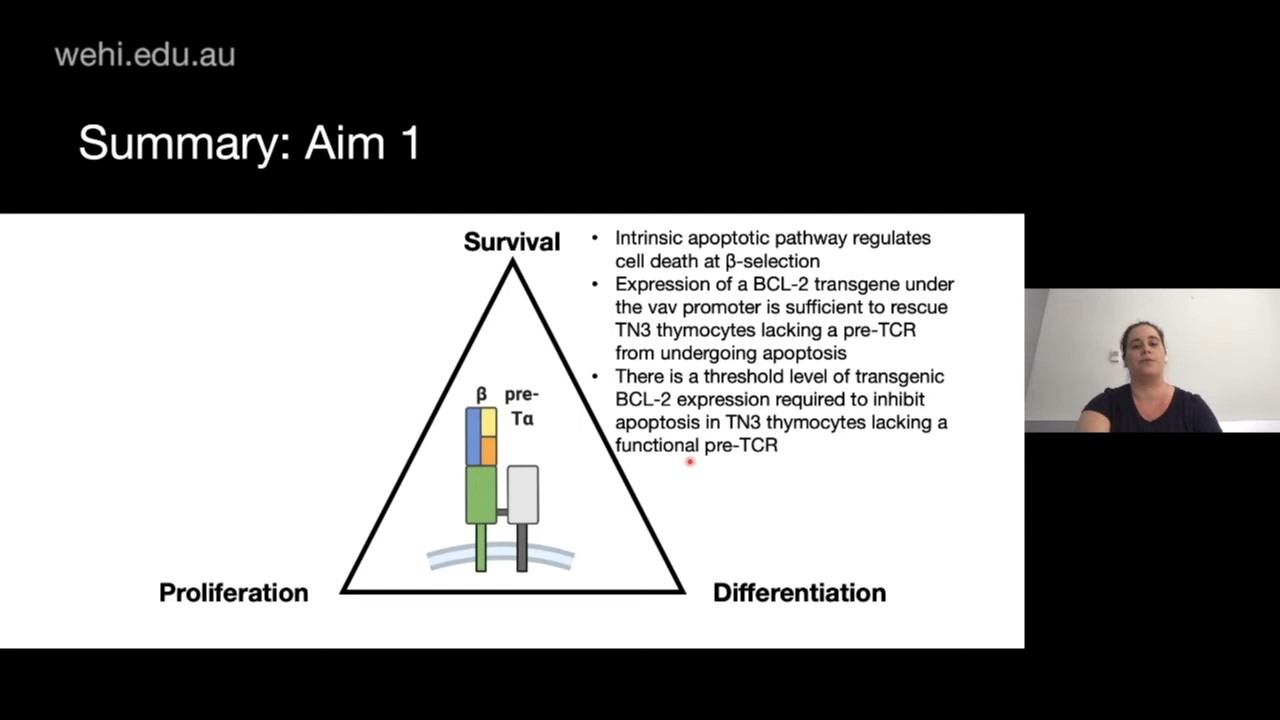 wehi.edu.au
Summary: Aim 1
Survival
• Intrinsic apoptotic pathway regulates
cell death at β-selection
• Expression of a BCL-2 transgene under
the vav promoter is sufficient to rescue
TN3 thymocytes lacking a pre-TCR
from undergoing apoptosis
• There is a threshold level of transgenic
BCL-2 expression required to inhibit
apoptosis in TN3 thymocytes lacking a
functional pre-TCR
β pre-
Tα
Proliferation
Differentiation